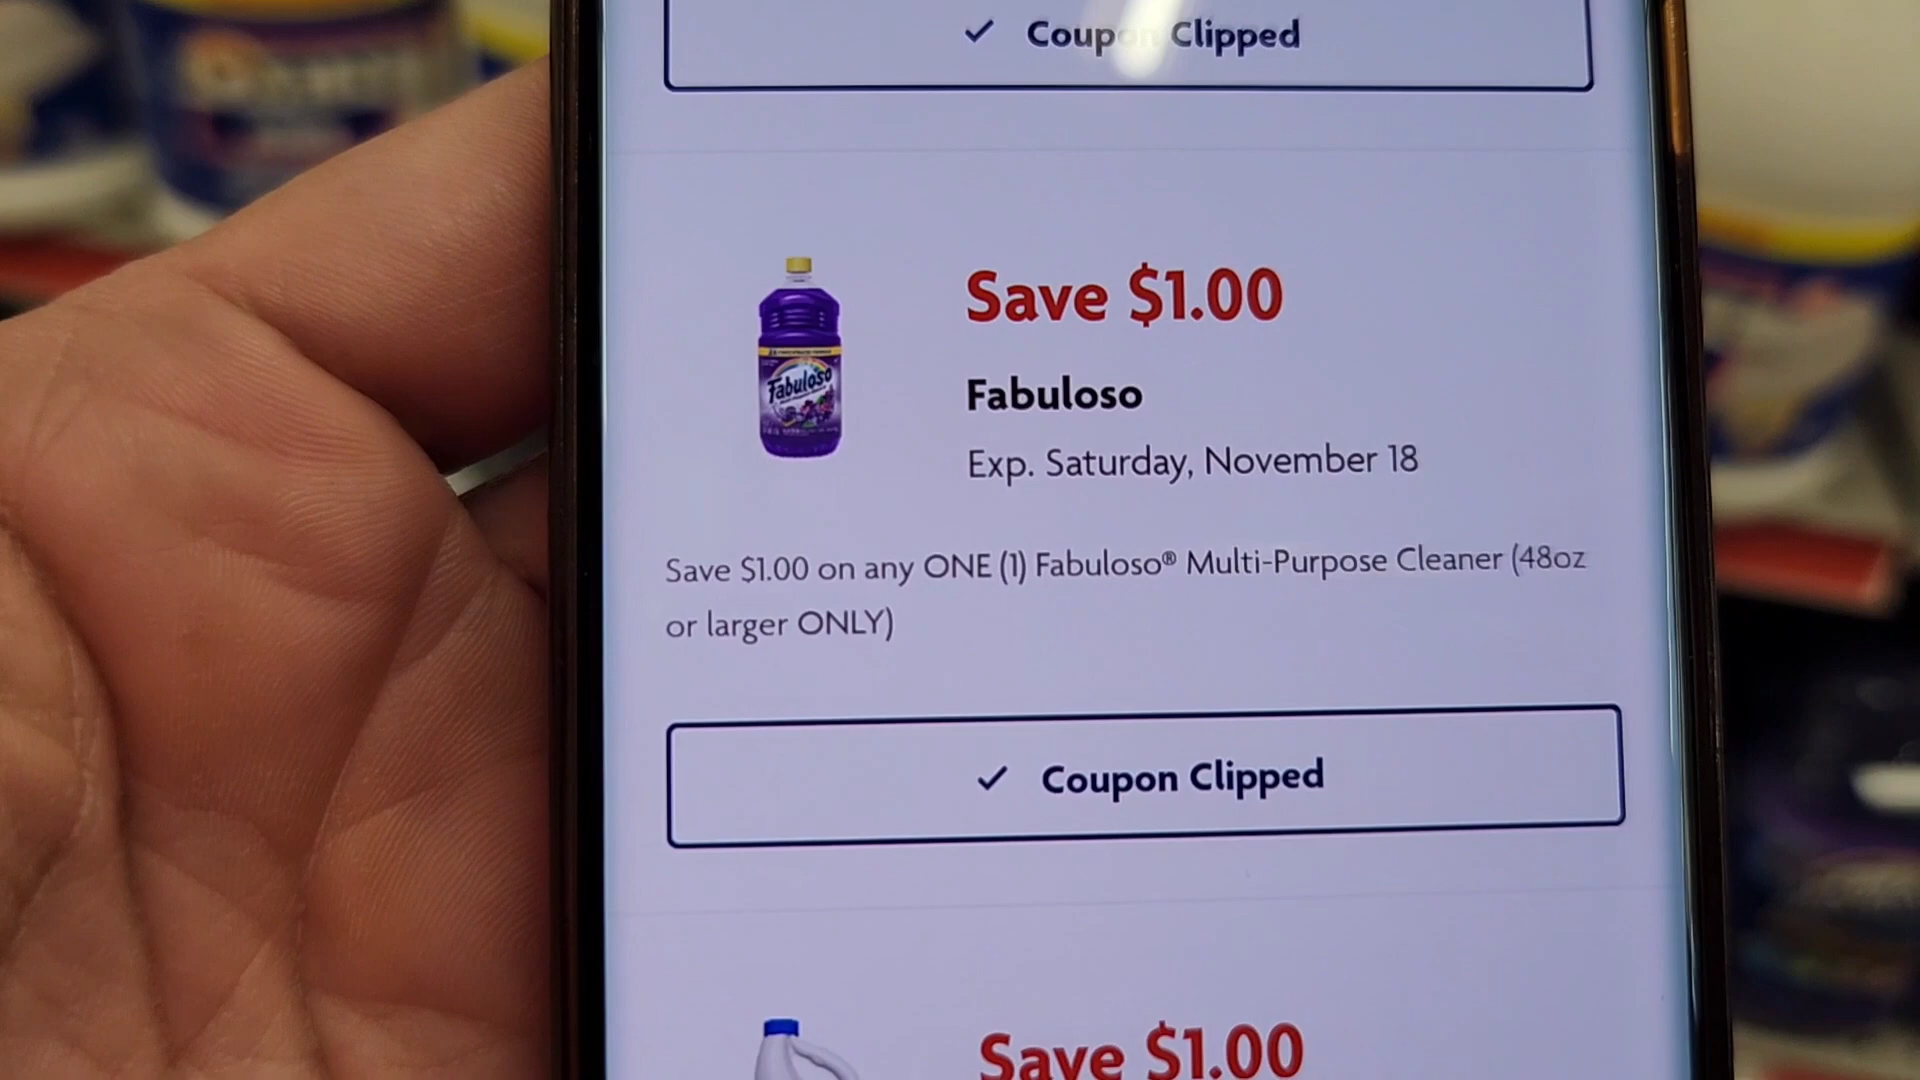 ✓ Coupon Clipped
Save $1.00
Fabuloso
Fabuloso
Exp. Saturday, November 18
Save $1.00 on any ONE (1) Fabuloso® Multi-Purpose Cleaner (48oz
or larger ONLY)
✓ Coupon Clipped
Save $1.00